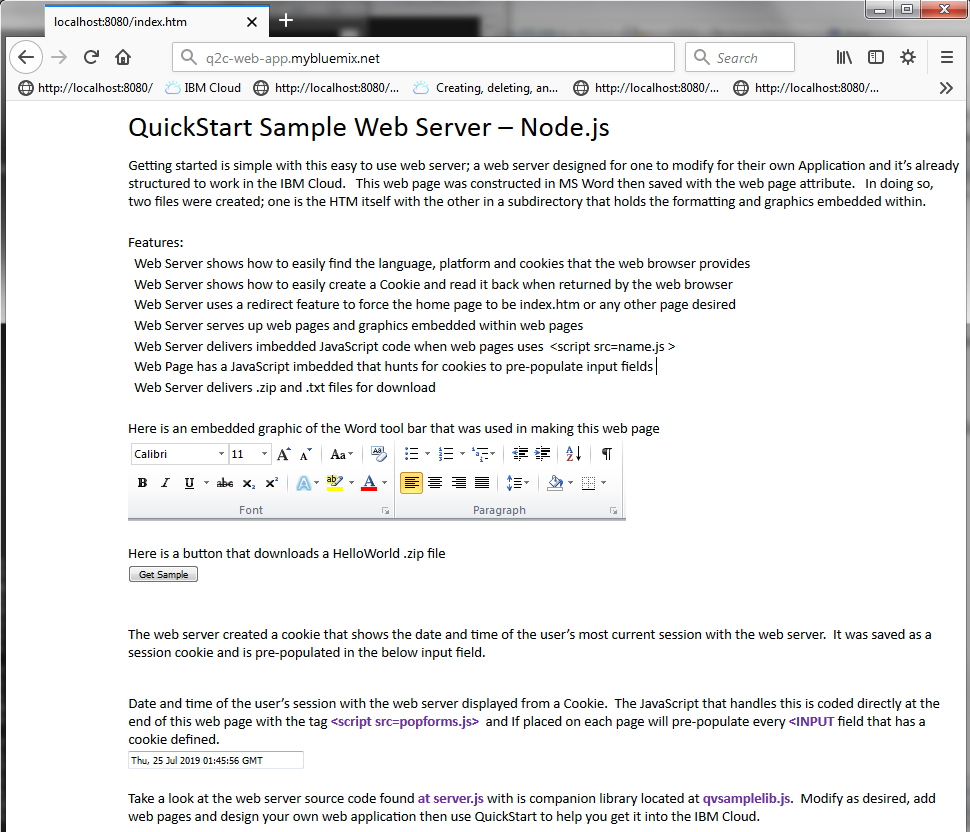 localhost:8080/index.htm
q2c-web-app.mybluemix.net
Search
http://localhost:8080/
IBM Cloud
http://localhost:8080/...
Creating, deleting, an...
http://localhost:8080/...
http://localhost:8080/...
QuickStart Sample Web Server – Node.js
Getting started is simple with this easy to use web server; a web server designed for one to modify for their own Application and it's already
structured to work in the IBM Cloud. This web page was constructed in MS Word then saved with the web page attribute. In doing so,
two files were created; one is the HTM itself with the other in a subdirectory that holds the formatting and graphics embedded within.
Features:
Web Server shows how to easily find the language, platform and cookies that the web browser provides
Web Server shows how to easily create a Cookie and read it back when returned by the web browser
Web Server uses a redirect feature to force the home page to be index.htm or any other page desired
Web Server serves up web pages and graphics embedded within web pages
Web Server delivers imbedded JavaScript code when web pages uses <script src=name.js >
Web Page has a JavaScript imbedded that hunts for cookies to pre-populate input fields
Web Server delivers .zip and .txt files for download
Here is an embedded graphic of the Word tool bar that was used in making this web page
Calibri 11 A A Aa
B I U abc x₂ x² A ab A
Font
Paragraph
Here is a button that downloads a HelloWorld .zip file
Get Sample
The web server created a cookie that shows the date and time of the user's most current session with the web server. It was saved as a
session cookie and is pre-populated in the below input field.
Date and time of the user's session with the web server displayed from a Cookie. The JavaScript that handles this is coded directly at the
end of this web page with the tag <script src=popforms.js> and If placed on each page will pre-populate every <INPUT field that has a
cookie defined.
Thu, 25 Jul 2019 01:45:56 GMT
Take a look at the web server source code found at server.js with is companion library located at qvsamplelib.js. Modify as desired, add
web pages and design your own web application then use QuickStart to help you get it into the IBM Cloud.